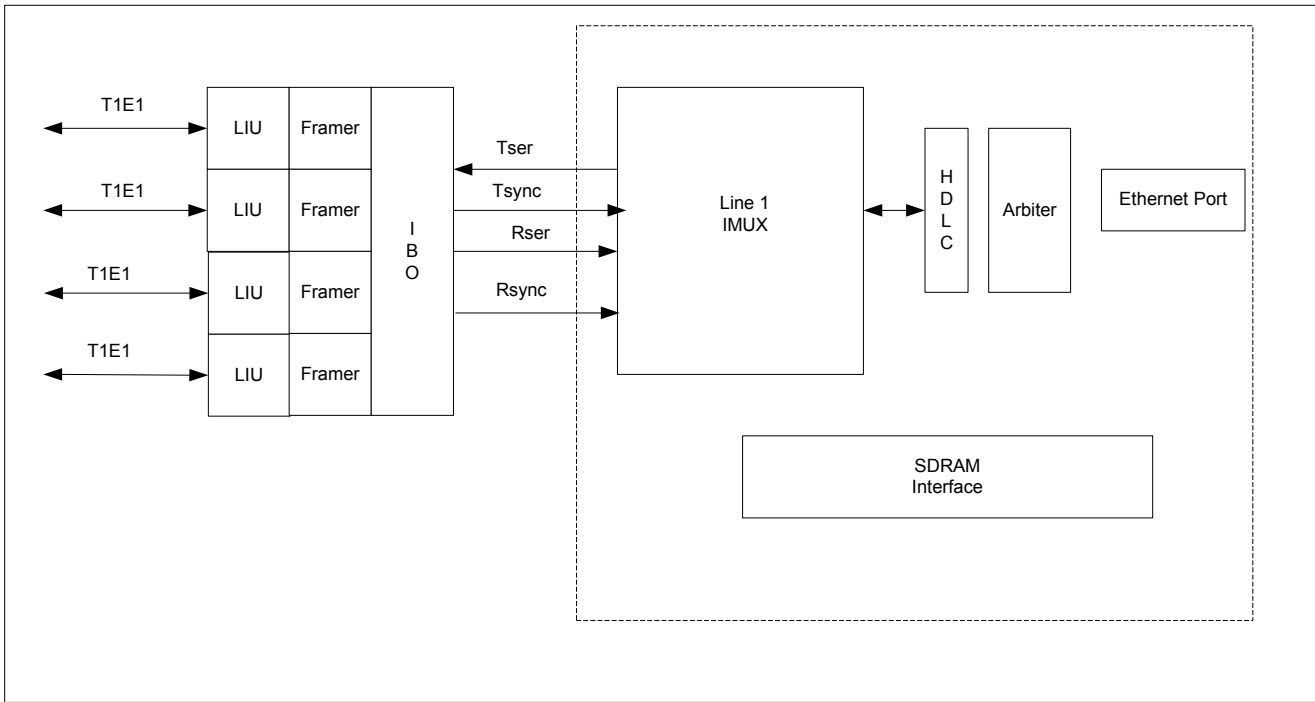 T1E1
LIU
Framer
T1E1
LIU
Framer
T1E1
LIU
Framer
T1E1
LIU
Framer
I
B
O
Tser
Tsync
Rser
Rsync
Line 1
IMUX
H
D
L
C
Arbiter
Ethernet Port
SDRAM
Interface